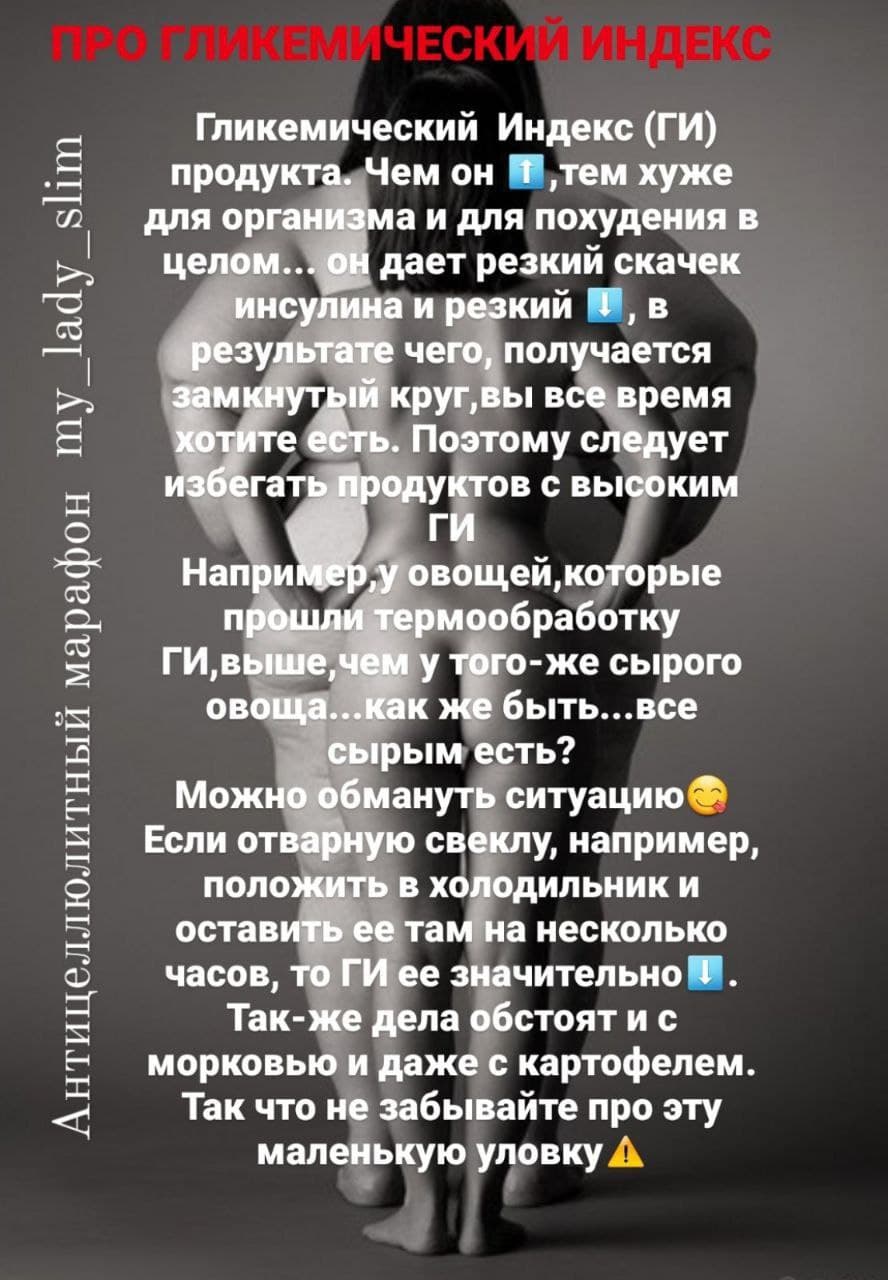 ПРО ГЛИКЕМИЧЕСКИЙ ИНДЕКС
Гликемический Индекс (ГИ)
продукта. Чем он ⬆️,тем хуже
для организма и для похудения в
целом... он дает резкий скачек
инсулина и резкий ⬇️, в
результате чего, получается
замкнутый круг,вы все время
хотите есть. Поэтому следует
избегать продуктов с высоким
ГИ
Например,у овощей,которые
прошли термообработку
ГИ,выше,чем у того-же сырого
овоща...как же быть...все
сырым есть?
Можно обмануть ситуацию😋
Если отварную свеклу, например,
положить в холодильник и
оставить ее там на несколько
часов, то ГИ ее значительно⬇️.
Так-же дела обстоят и с
морковью и даже с картофелем.
Так что не забывайте про эту
маленькую уловку⚠️
Антицеллюлитный марафон my_lady_slim